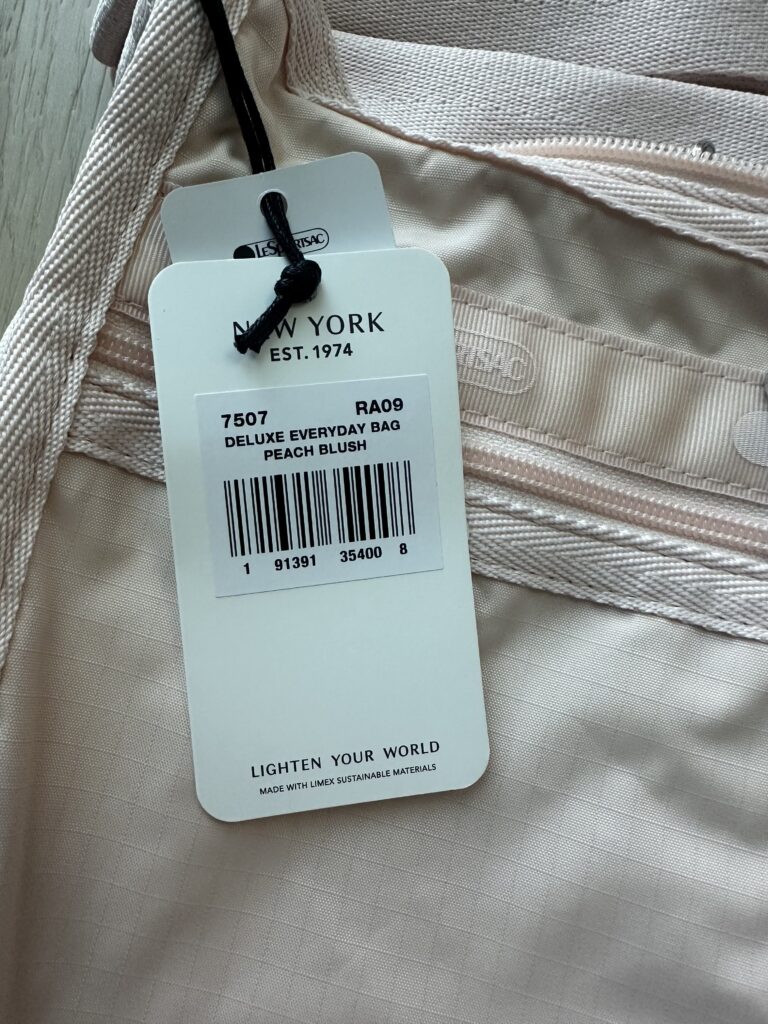 LESPORTSAC
NEW YORK
EST. 1974
7507 RA09
DELUXE EVERYDAY BAG
PEACH BLUSH
1 91391 35400 8
RTSAC
LIGHTEN YOUR WORLD
MADE WITH LIMEX SUSTAINABLE MATERIALS